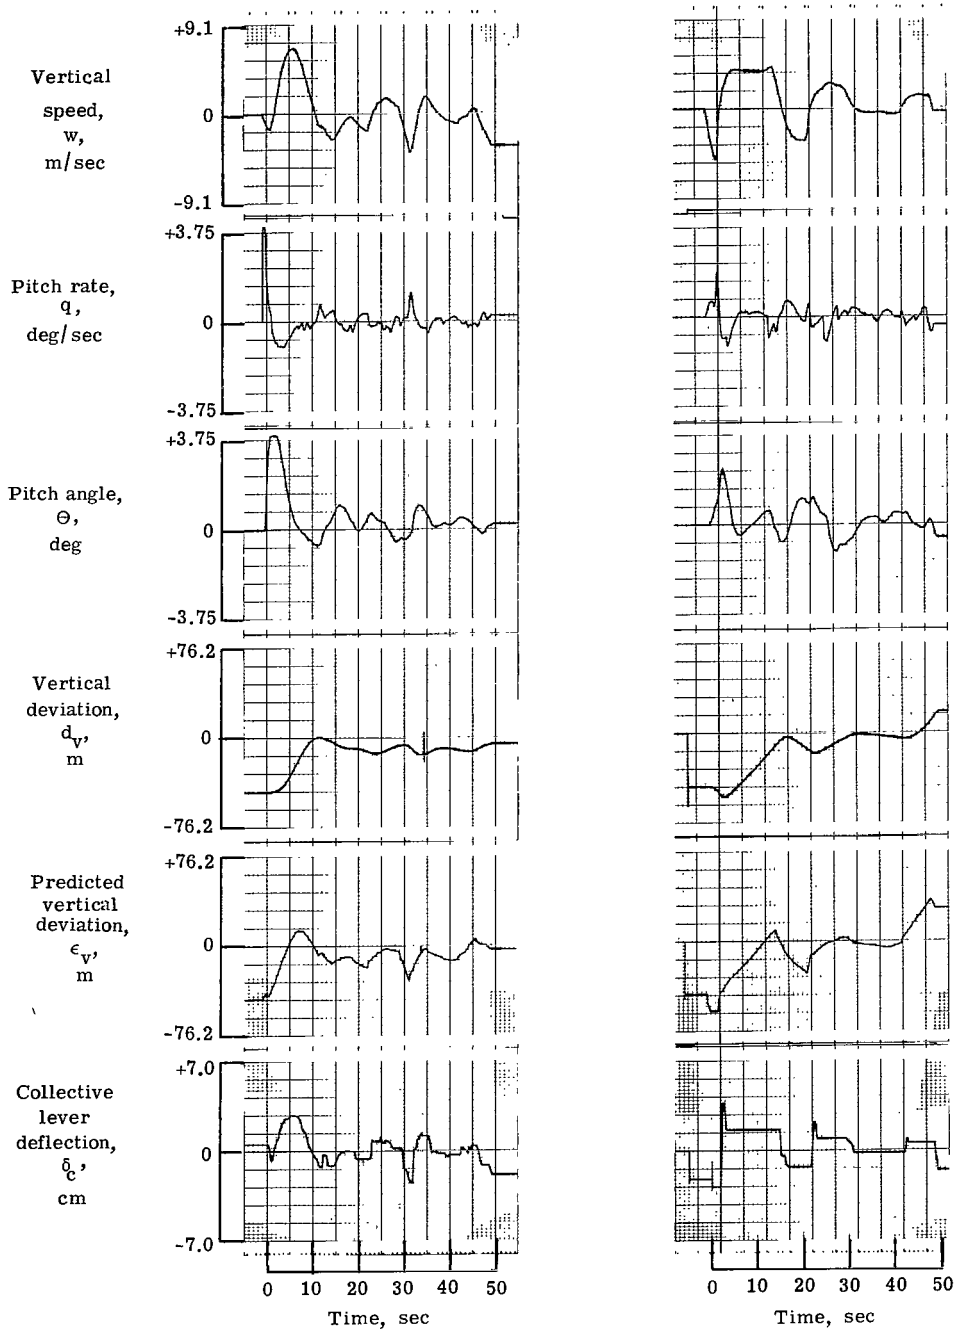 +9.1
Vertical
speed,
w,
m/sec
0
-9.1
+3.75
Pitch rate,
q,
deg/sec
0
-3.75
+3.75
Pitch angle,
Θ,
deg
0
-3.75
+76.2
Vertical
deviation,
d_v,
m
0
-76.2
+76.2
Predicted
vertical
deviation,
ϵ_v,
m
0
-76.2
+7.0
Collective
lever
deflection,
δ_c,
cm
0
-7.0
0 10 20 30 40 50
Time, sec
0 10 20 30 40 50
Time, sec